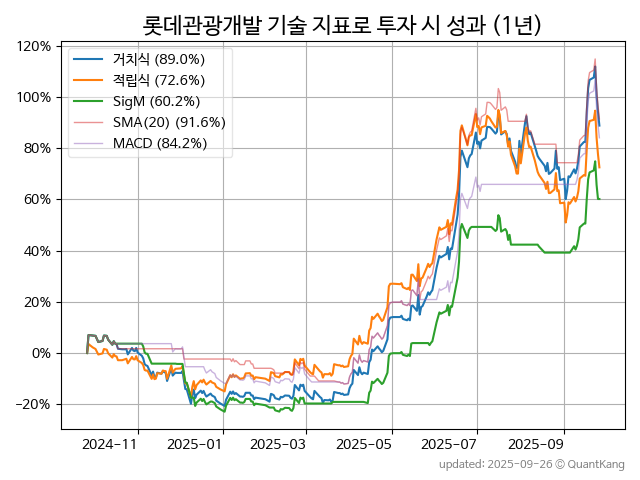 롯데관광개발 기술 지표로 투자 시 성과 (1년)
120%
100%
80%
60%
40%
20%
0%
−20%
거치식 (89.0%)
적립식 (72.6%)
SigM (60.2%)
SMA(20) (91.6%)
MACD (84.2%)
2024-11
2025-01
2025-03
2025-05
2025-07
2025-09
updated: 2025-09-26 © QuantKang